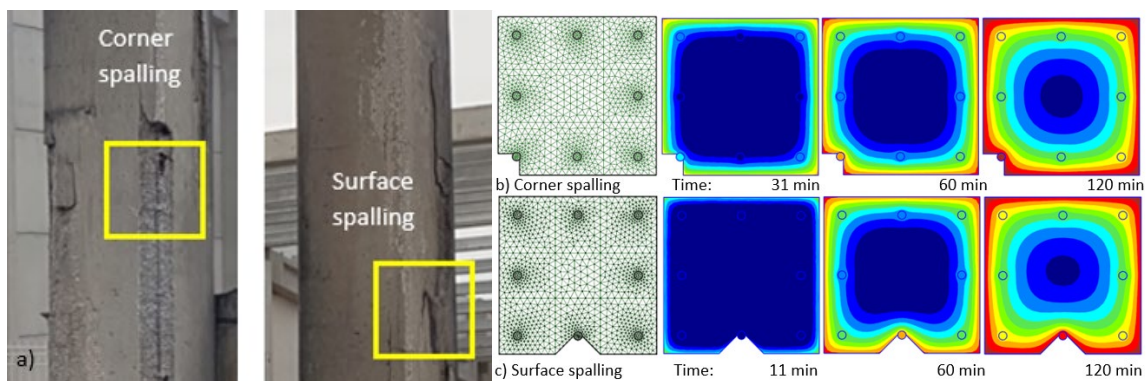 Corner
spalling
a)
Surface
spalling
b) Corner spalling
Time:
31 min
60 min
120 min
c) Surface spalling
Time:
11 min
60 min
120 min